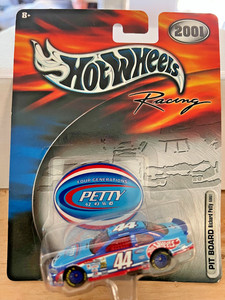 8+
2001
Hot Wheels
Racing
FOUR GENERATIONS
PETTY
44
44
PIT BOARD